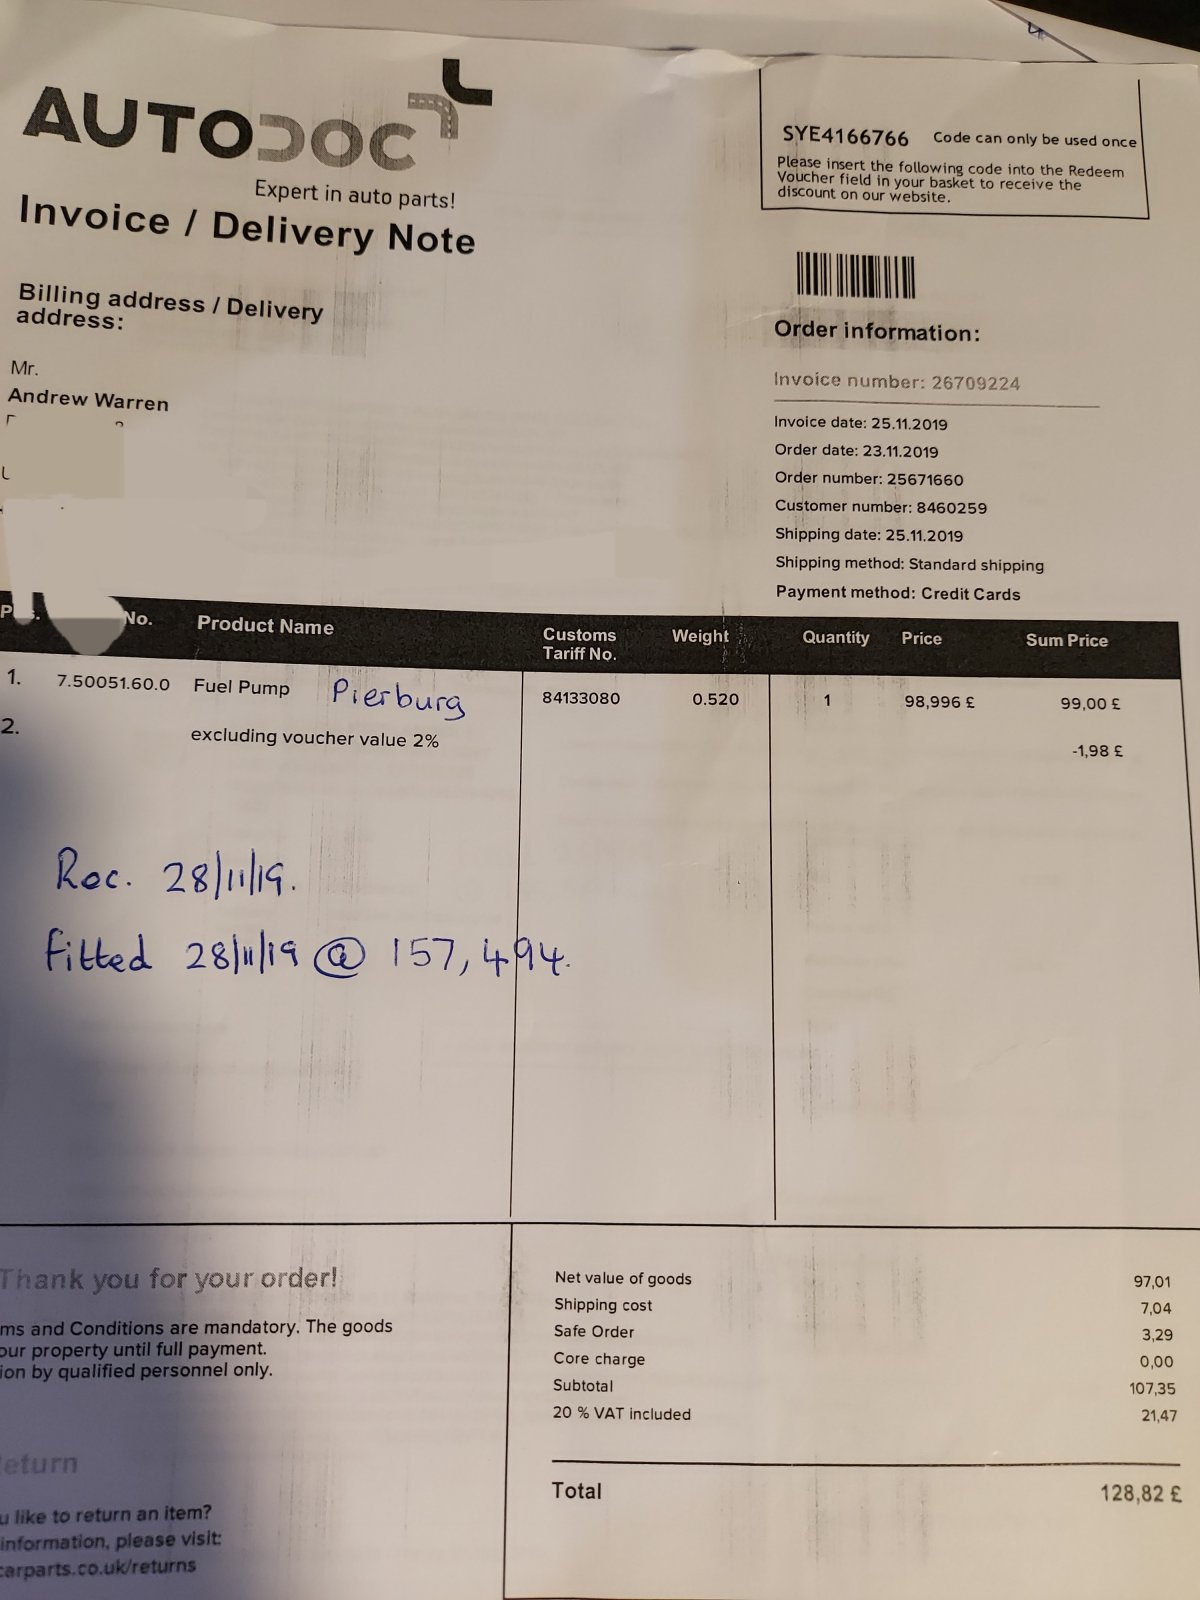 AUTODOC
Expert in auto parts!
Invoice / Delivery Note
SYE4166766 Code can only be used once
Please insert the following code into the Redeem
Voucher field in your basket to receive the
discount on our website.
Billing address / Delivery
address:
Mr.
Andrew Warren
Order information:
Invoice number: 26709224
Invoice date: 25.11.2019
Order date: 23.11.2019
Order number: 25671660
Customer number: 8460259
Shipping date: 25.11.2019
Shipping method: Standard shipping
Payment method: Credit Cards
No. Product Name Customs Tariff No. Weight Quantity Price Sum Price
1. 7.50051.60.0 Fuel Pump Pierburg 84133080 0.520 1 98,996 £ 99,00 £
2. excluding voucher value 2% -1,98 £
Rec. 28/11/19.
Fitted 28/11/19 @ 157,494.
Thank you for your order!
ms and Conditions are mandatory. The goods
our property until full payment.
ion by qualified personnel only.
eturn
u like to return an item?
information, please visit:
carparts.co.uk/returns
Net value of goods 97,01
Shipping cost 7,04
Safe Order 3,29
Core charge 0,00
Subtotal 107,35
20 % VAT included 21,47
Total 128,82 £